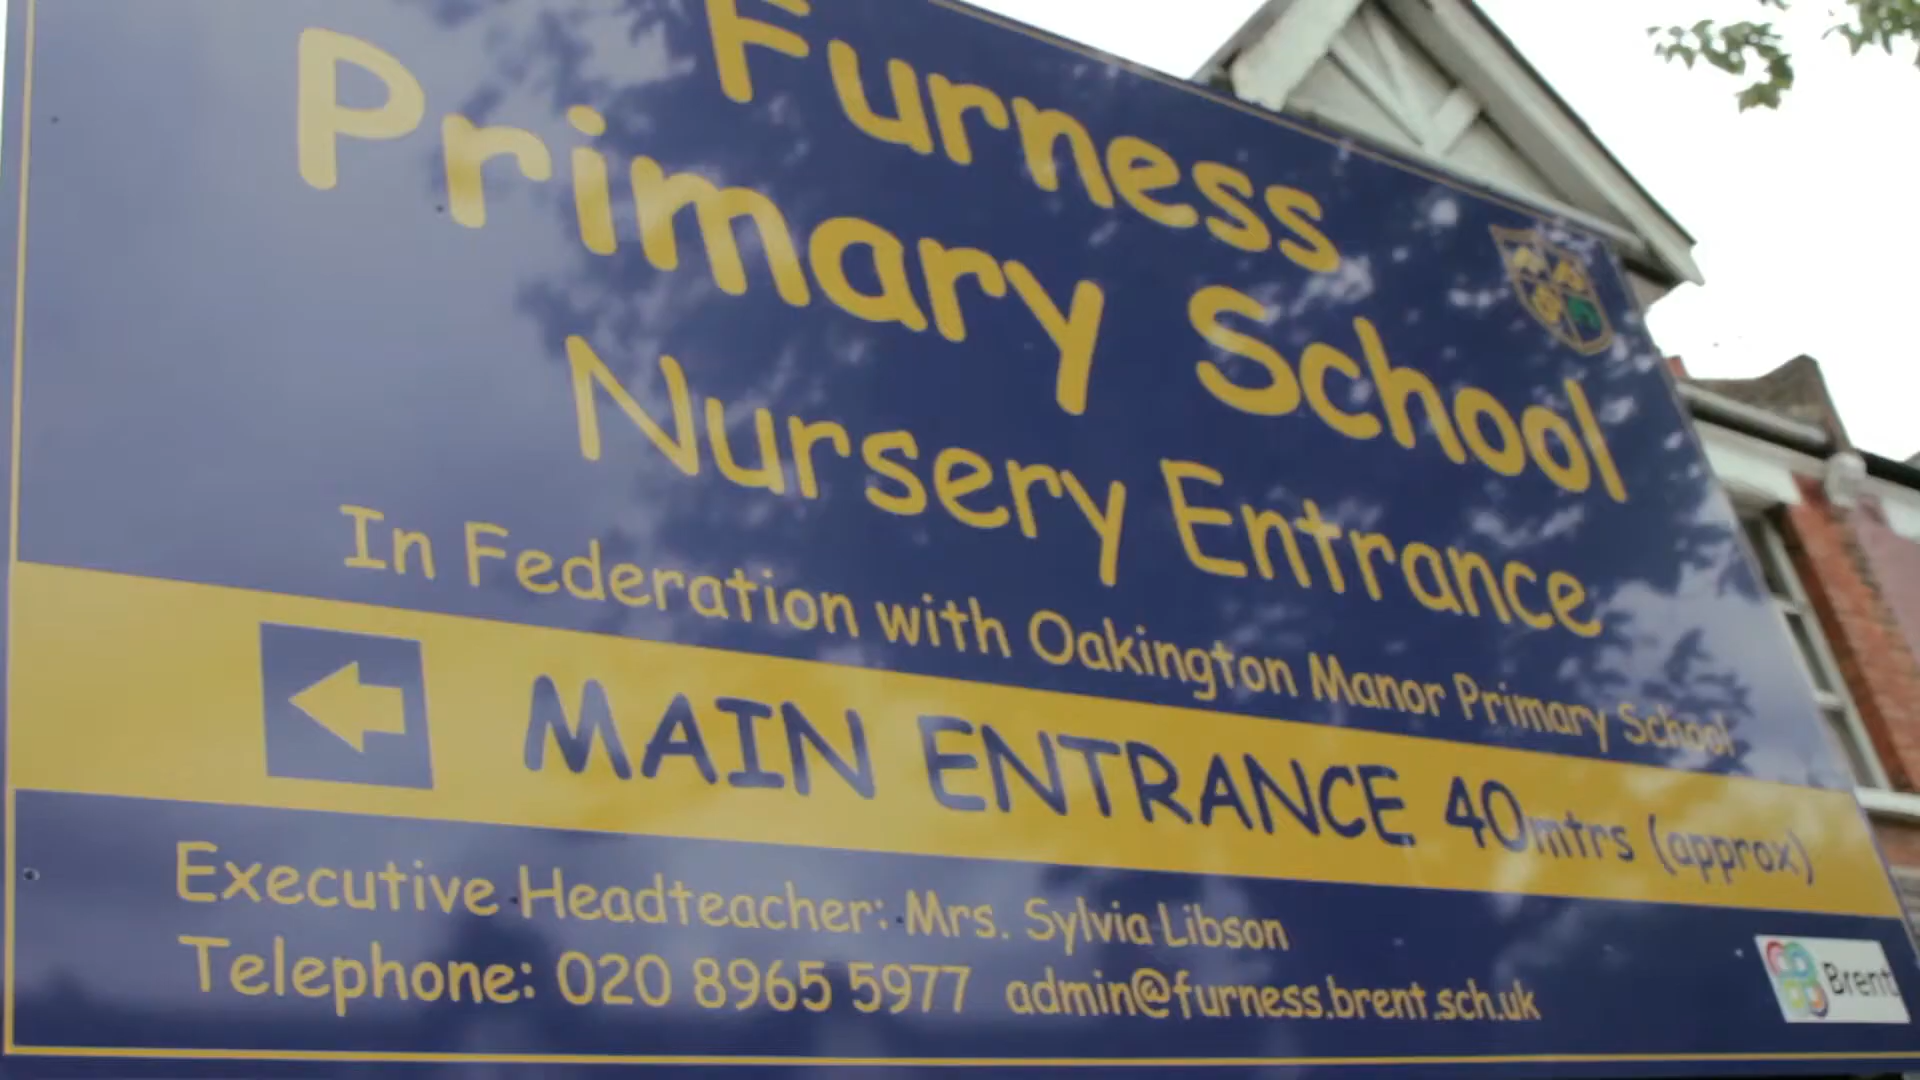 Furness
Primary School
Nursery Entrance
In Federation with Oakington Manor Primary School
MAIN ENTRANCE 40mtrs (approx)
Executive Headteacher: Mrs. Sylvia Libson
Telephone: 020 8965 5977 admin@furness.brent.sch.uk
Brent